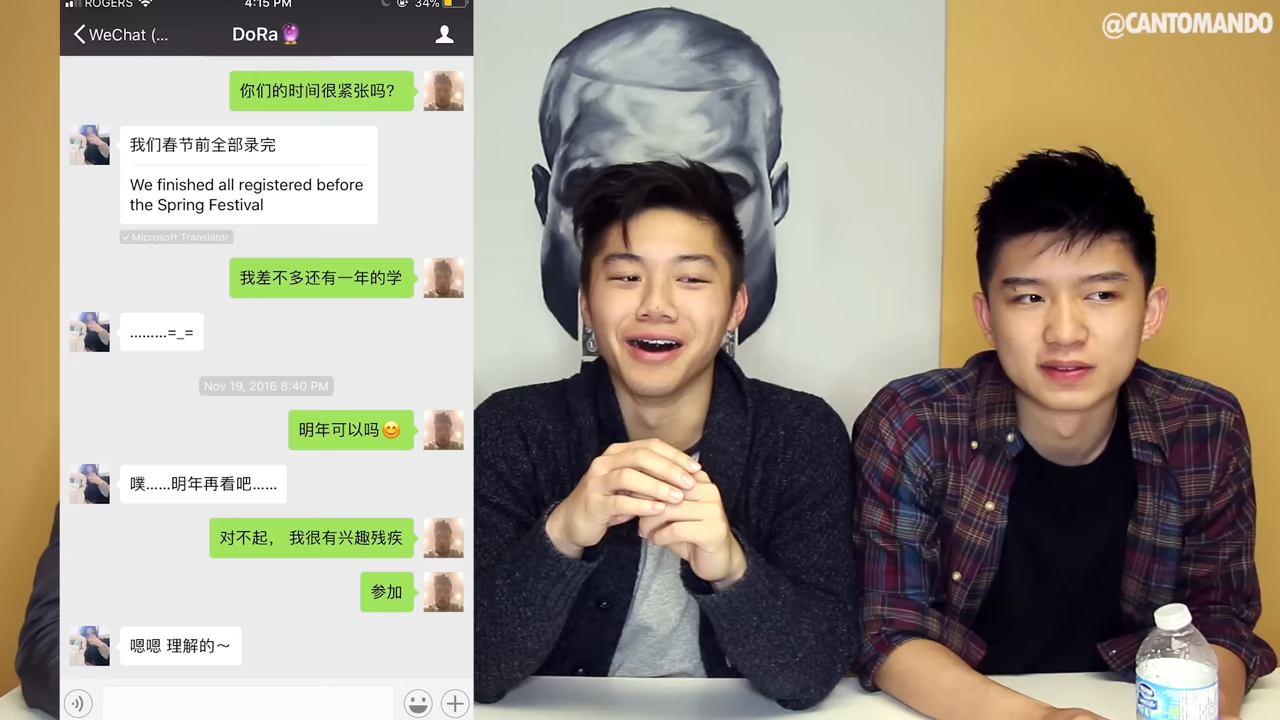 ROGERS
4:15 PM
34%
@CANTOMANDO
WeChat (...
DoRa🔮
你们的时间很紧张吗?
我们春节前全部录完
We finished all registered before
the Spring Festival
✓ Microsoft Translator
我差不多还有一年的学
.........=_=
Nov 19, 2016 8:40 PM
明年可以吗😊
噗……明年再看吧……
对不起， 我很有兴趣残疾
参加
嗯嗯 理解的～